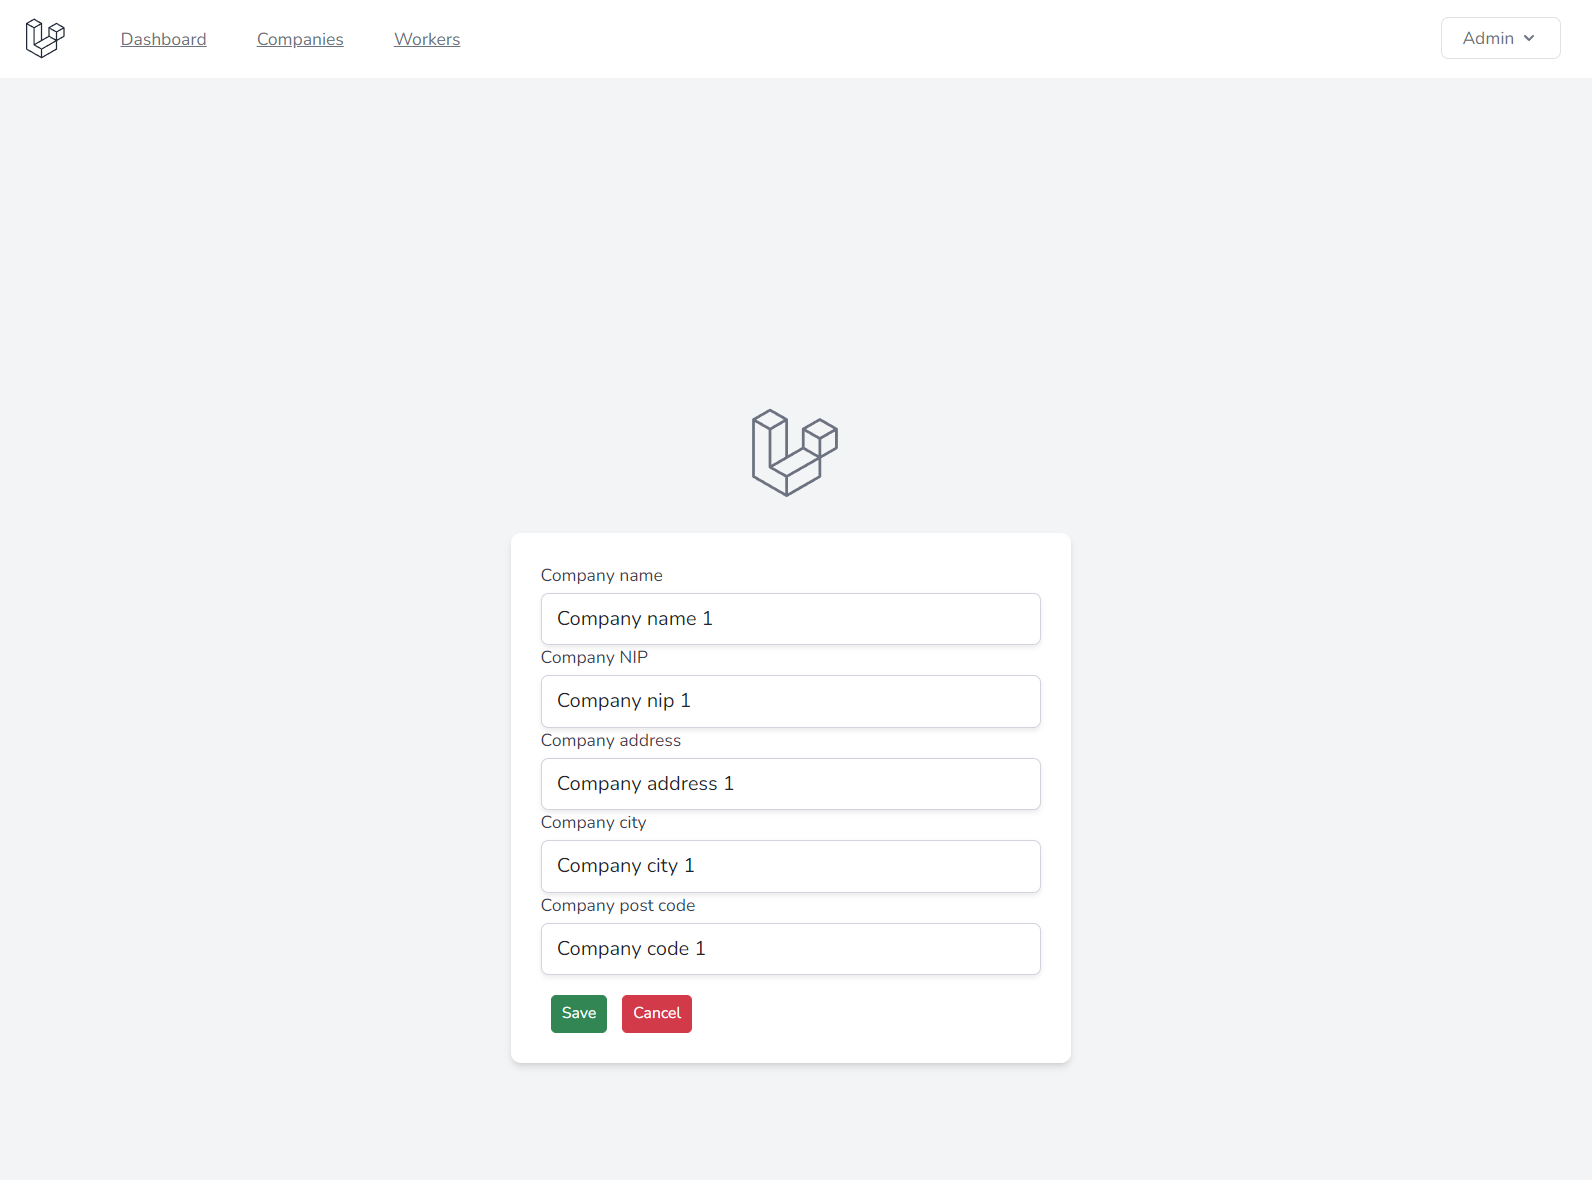 Dashboard Companies Workers Admin
Company name
Company name 1
Company NIP
Company nip 1
Company address
Company address 1
Company city
Company city 1
Company post code
Company code 1
Save Cancel